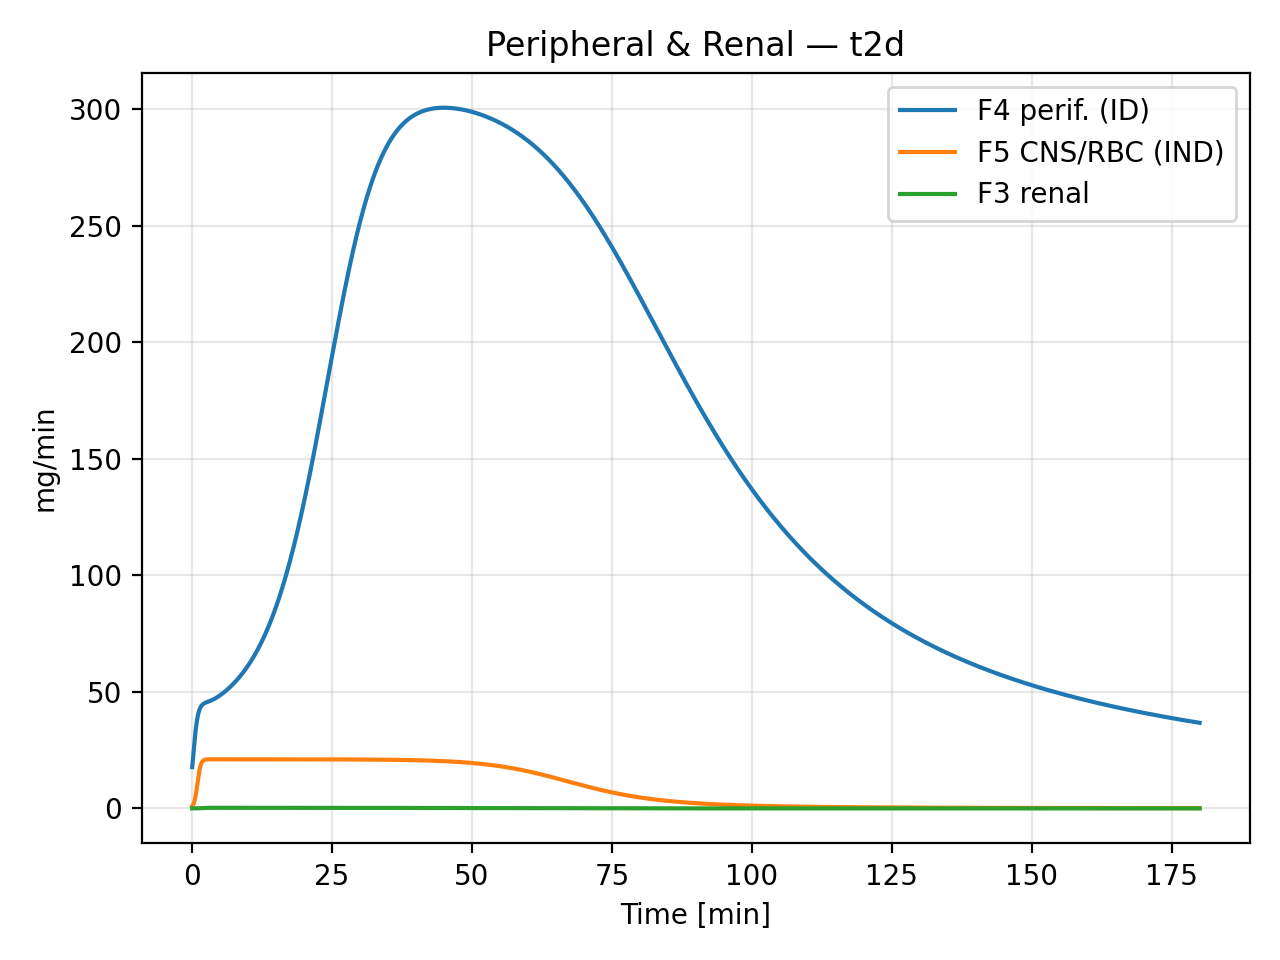 Peripheral & Renal — t2d
F4 perif. (ID)
F5 CNS/RBC (IND)
F3 renal
mg/min
300
250
200
150
100
50
0
0 25 50 75 100 125 150 175
Time [min]